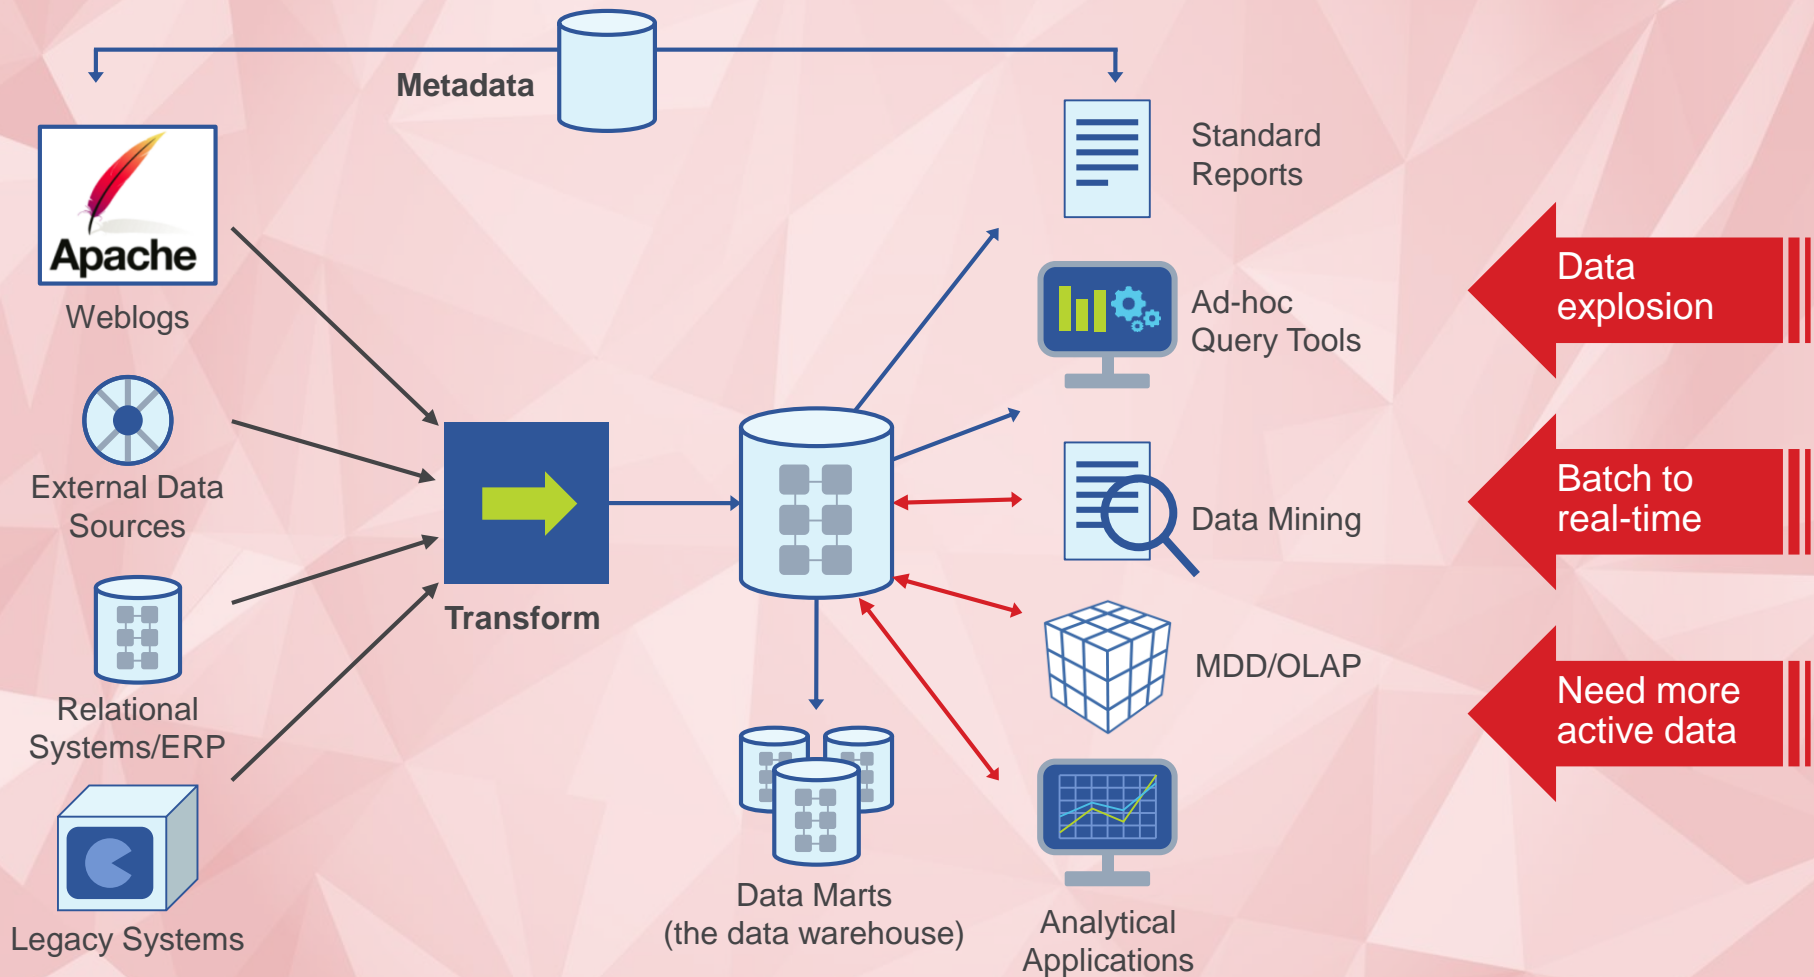 Metadata
Apache
Weblogs
External Data
Sources
Relational
Systems/ERP
Legacy Systems
Transform
Data Marts
(the data warehouse)
Standard
Reports
Ad-hoc
Query Tools
Data Mining
MDD/OLAP
Analytical
Applications
Data
explosion
Batch to
real-time
Need more
active data